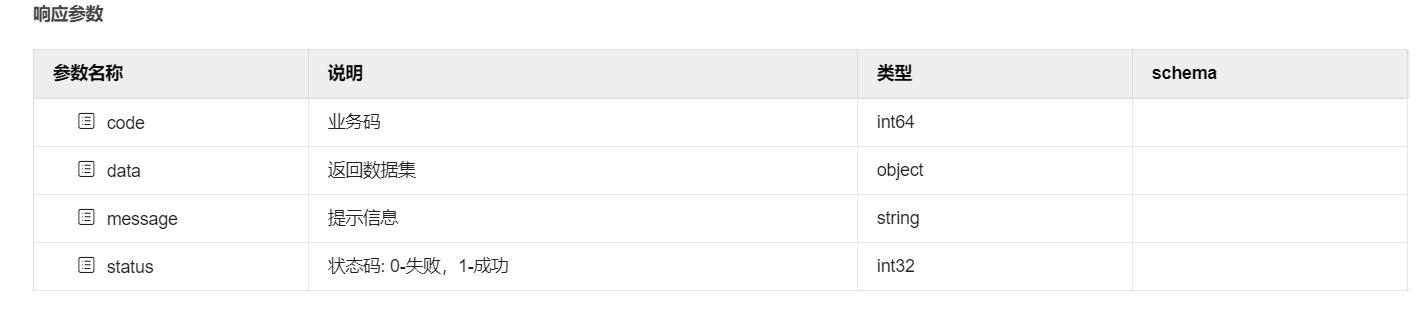 响应参数
参数名称 说明 类型 schema
code 业务码 int64
data 返回数据集 object
message 提示信息 string
status 状态码: 0-失败，1-成功 int32